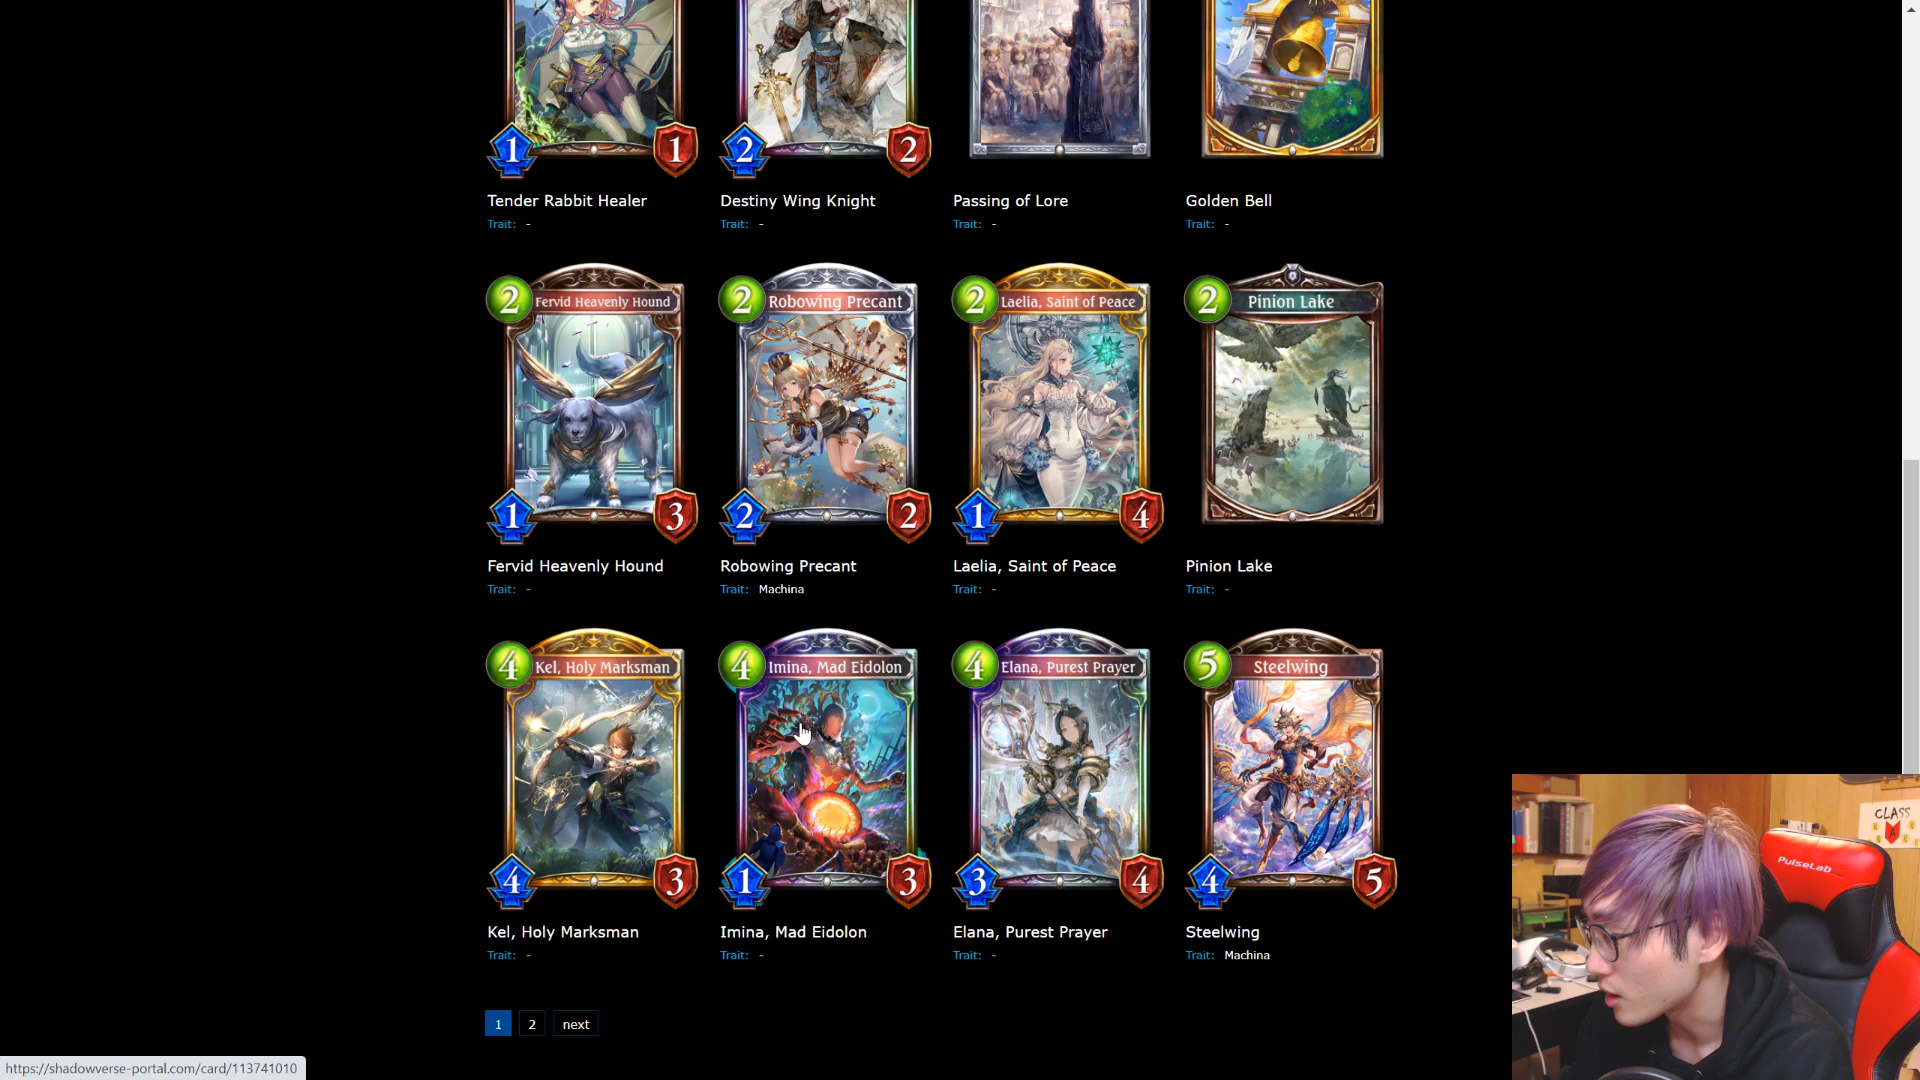 1 1 2 2
Tender Rabbit Healer Destiny Wing Knight Passing of Lore Golden Bell
Trait: - Trait: - Trait: - Trait: -
2 Fervid Heavenly Hound 2 Robowing Precant 2 Laelia, Saint of Peace 2 Pinion Lake
1 3 2 2 1 4
Fervid Heavenly Hound Robowing Precant Laelia, Saint of Peace Pinion Lake
Trait: - Trait: Machina Trait: - Trait: -
4 Kel, Holy Marksman 4 Imina, Mad Eidolon 4 Elana, Purest Prayer 5 Steelwing
CLASS
A
PulseLab
4 3 1 3 3 4 4 5
Kel, Holy Marksman Imina, Mad Eidolon Elana, Purest Prayer Steelwing
Trait: - Trait: - Trait: - Trait: Machina
1 2 next
https://shadowverse-portal.com/card/113741010